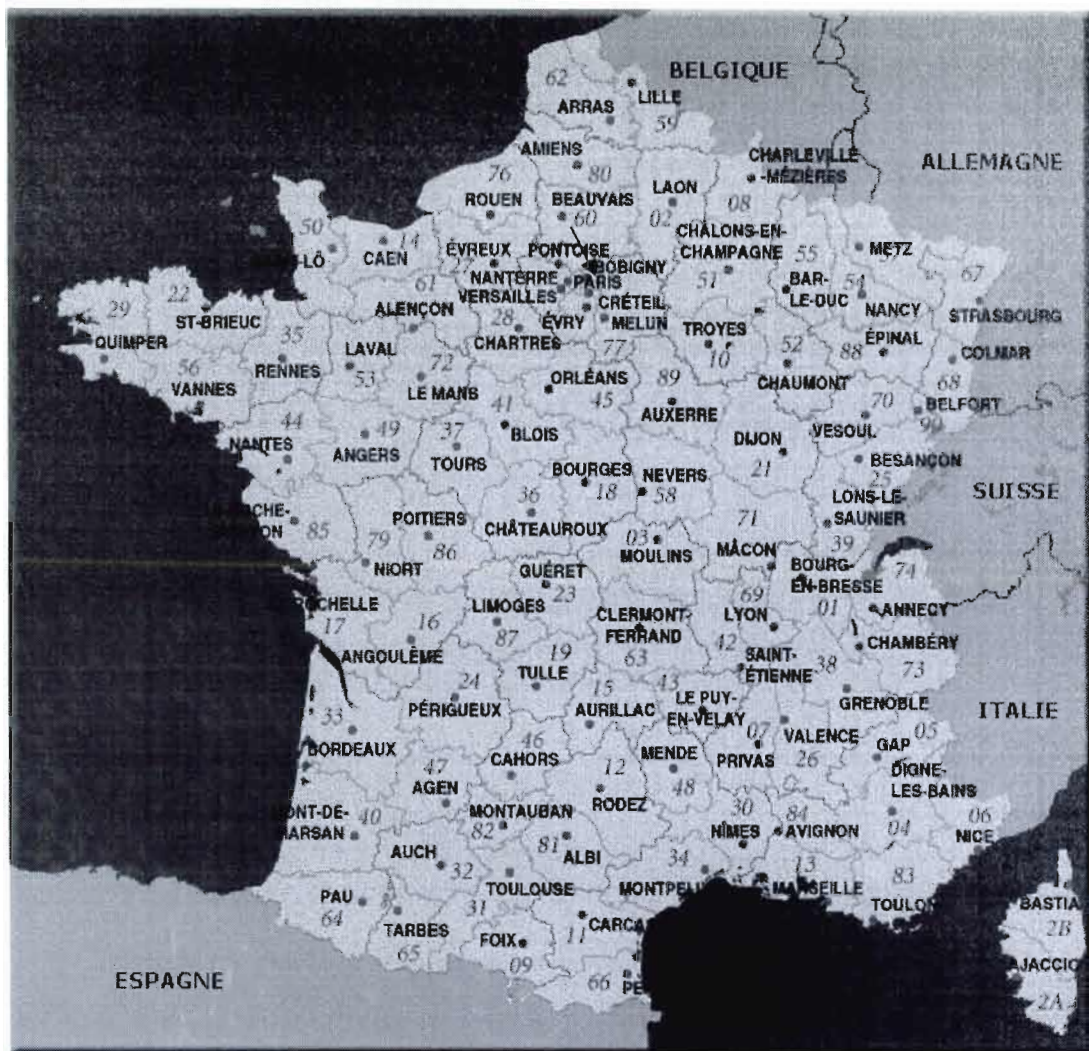 BELGIQUE
62
LILLE
ARRAS
59
AMIENS
CHARLEVILLE
-MÉZIÈRES
ALLEMAGNE
76
80
LAON
ROUEN
BEAUVAIS
08
60
02
50
14
CHÂLONS-EN-
CHAMPAGNE
55
METZ
CAEN
ÉVREUX
PONTOISE
BOBIGNY
27
NANTERRE
PARIS
51
67
61
VERSAILLES
BAR-
LE-DUC
54
NANCY
22
ALENÇON
CRÉTEIL
STRASBOURG
29
ST-BRIEUC
28
ÉVRY
MELUN
TROYES
35
CHARTRES
ÉPINAL
QUIMPER
LAVAL
77
10
52
88
COLMAR
56
RENNES
53
72
ORLÉANS
89
CHAUMONT
68
VANNES
LE MANS
45
41
AUXERRE
70
BELFORT
44
BLOIS
VESOUL
90
49
37
DIJON
NANTES
ANGERS
TOURS
BOURGES
NEVERS
21
BESANÇON
25
36
18
58
SUISSE
POITIERS
CHÂTEAUROUX
71
LONS-LE-
SAUNIER
85
79
86
03
MOULINS
MÂCON
39
NIORT
GUÉRET
BOURG-
EN-BRESSE
74
23
69
01
LIMOGES
CLERMONT-
FERRAND
LYON
ANNECY
17
16
87
42
CHAMBÉRY
ANGOULÊME
19
63
SAINT-
ÉTIENNE
38
73
24
TULLE
15
43
PÉRIGUEUX
AURILLAC
LE PUY-
EN-VELAY
GRENOBLE
ITALIE
33
07
VALENCE
05
BORDEAUX
46
MENDE
GAP
47
CAHORS
12
PRIVAS
26
DIGNE-
LES-BAINS
AGEN
RODEZ
48
40
MONTAUBAN
30
84
06
82
NÎMES
AVIGNON
04
NICE
AUCH
81
ALBI
34
32
13
83
TOULOUSE
MARSEILLE
PAU
31
BASTIA
64
TARBES
11
2B
FOIX
65
09
66
AJACCIO
ESPAGNE
2A